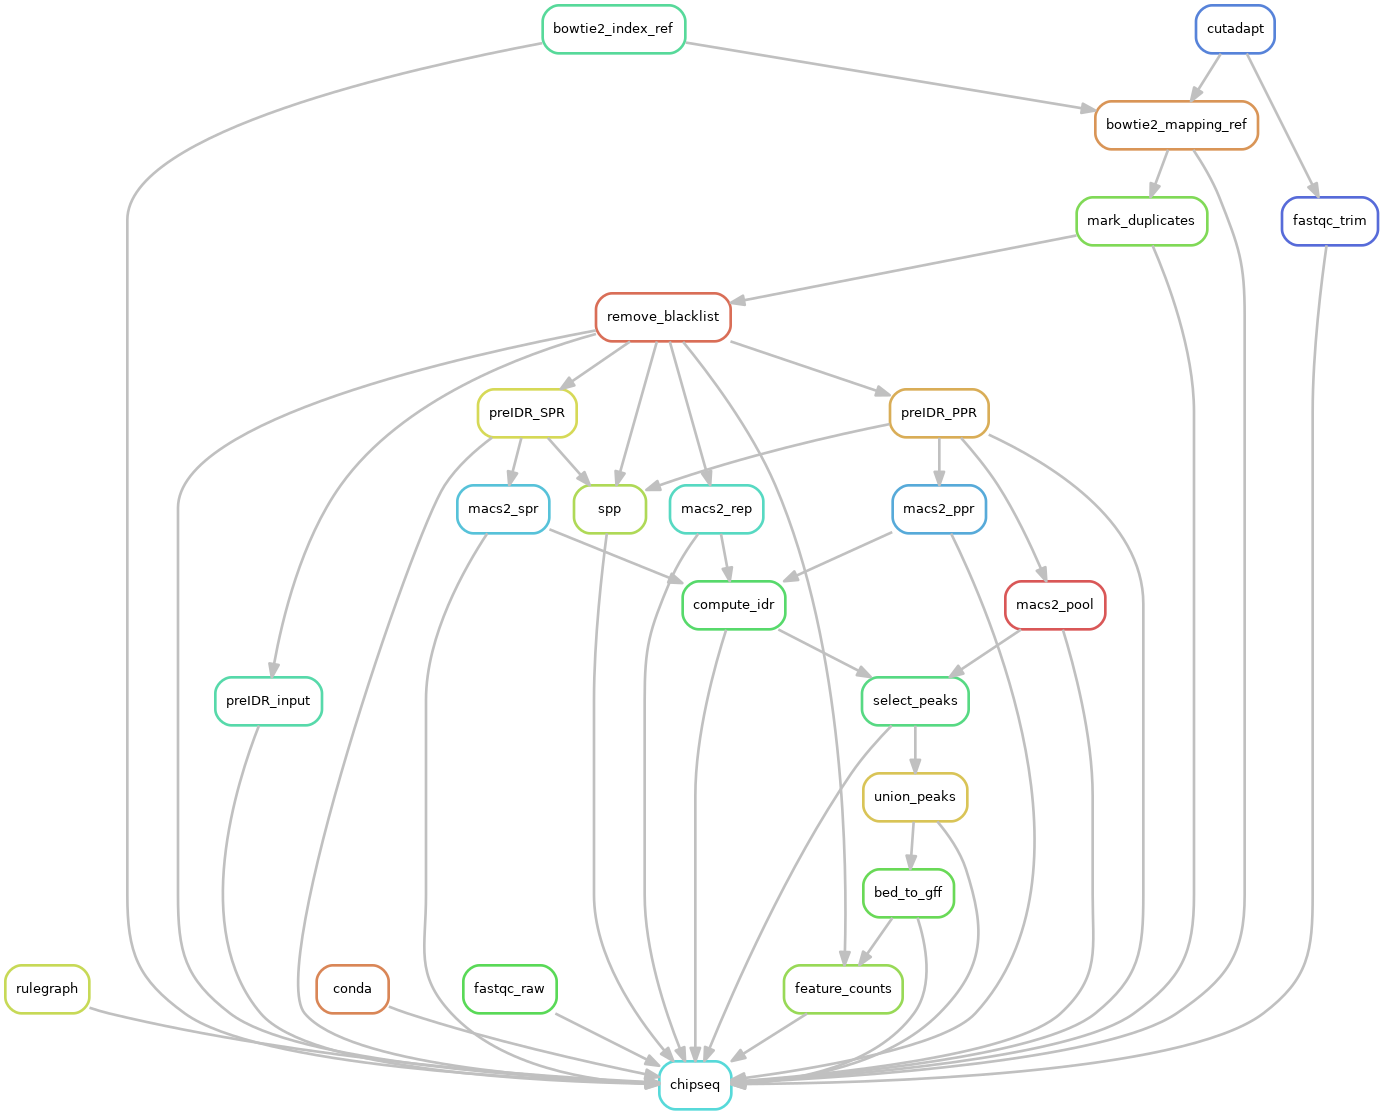 bowtie2_index_ref
cutadapt
bowtie2_mapping_ref
mark_duplicates
fastqc_trim
remove_blacklist
preIDR_SPR
preIDR_PPR
macs2_spr
spp
macs2_rep
macs2_ppr
compute_idr
macs2_pool
preIDR_input
select_peaks
union_peaks
bed_to_gff
rulegraph
conda
fastqc_raw
feature_counts
chipseq